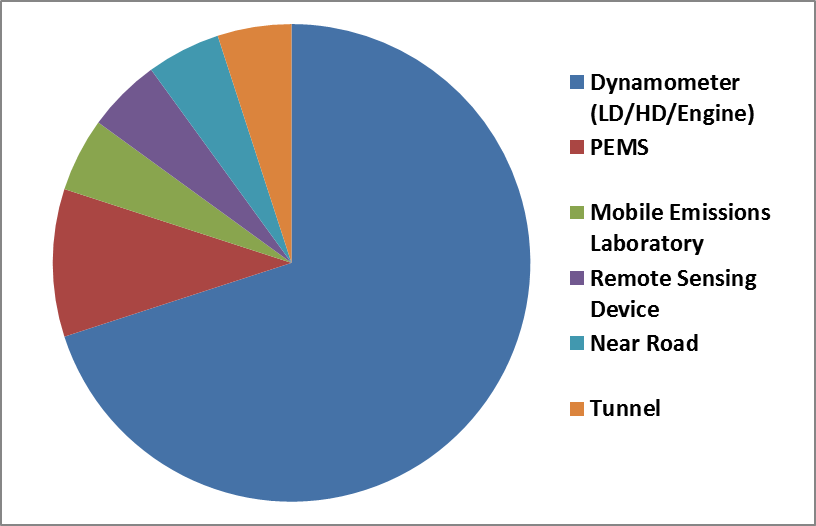 Dynamometer
(LD/HD/Engine)
PEMS
Mobile Emissions
Laboratory
Remote Sensing
Device
Near Road
Tunnel